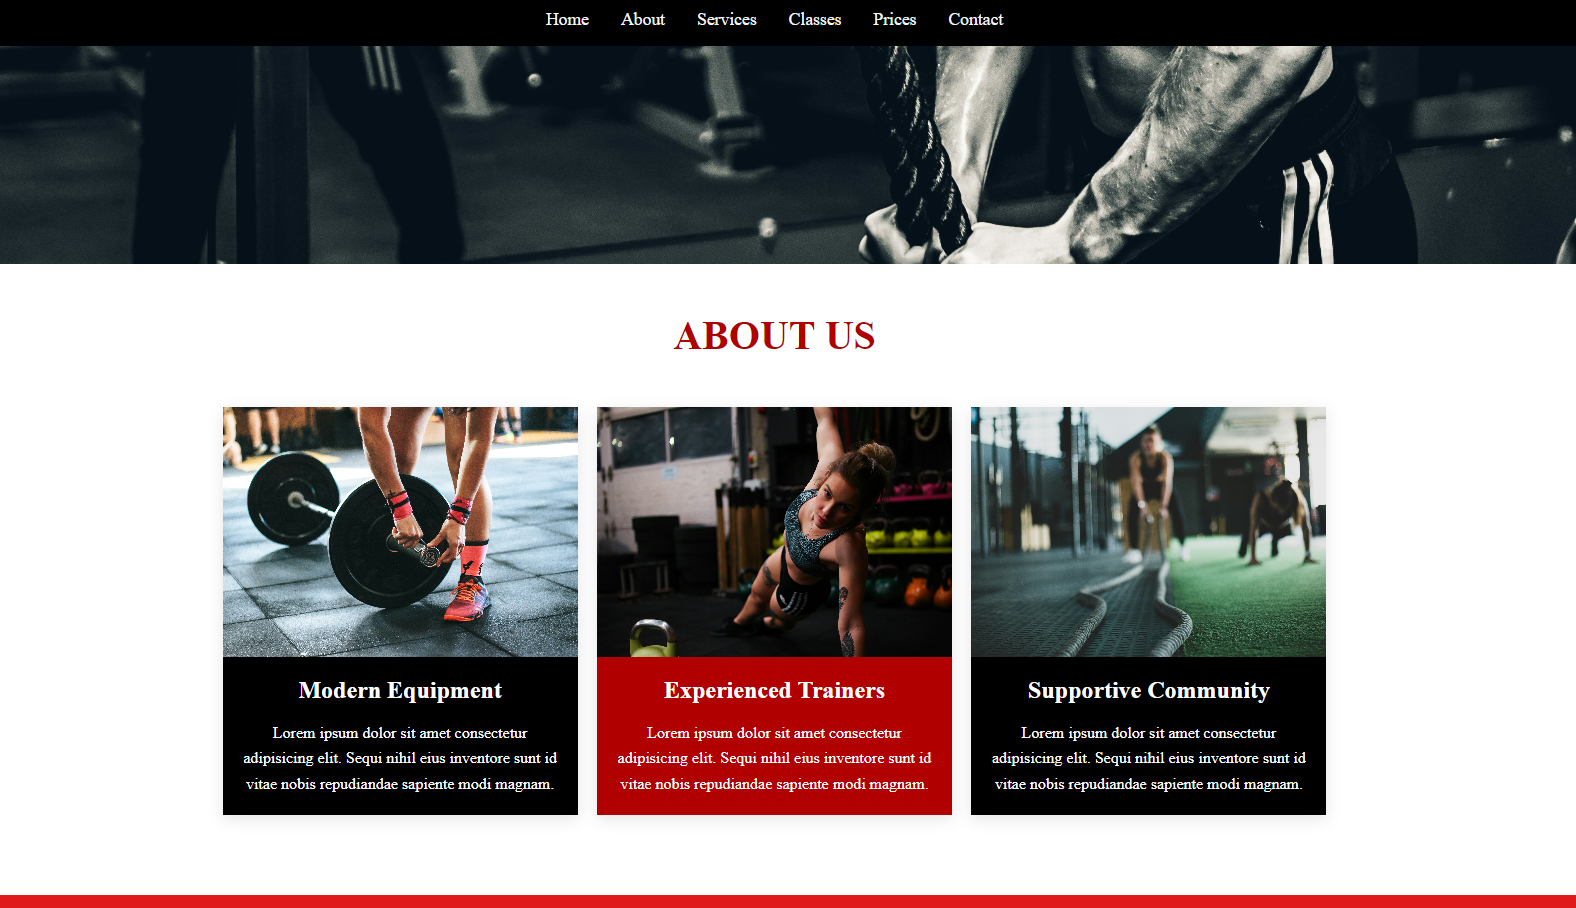 Home About Services Classes Prices Contact
ABOUT US
Modern Equipment
Lorem ipsum dolor sit amet consectetur
adipisicing elit. Sequi nihil eius inventore sunt id
vitae nobis repudiandae sapiente modi magnam.
Experienced Trainers
Lorem ipsum dolor sit amet consectetur
adipisicing elit. Sequi nihil eius inventore sunt id
vitae nobis repudiandae sapiente modi magnam.
Supportive Community
Lorem ipsum dolor sit amet consectetur
adipisicing elit. Sequi nihil eius inventore sunt id
vitae nobis repudiandae sapiente modi magnam.